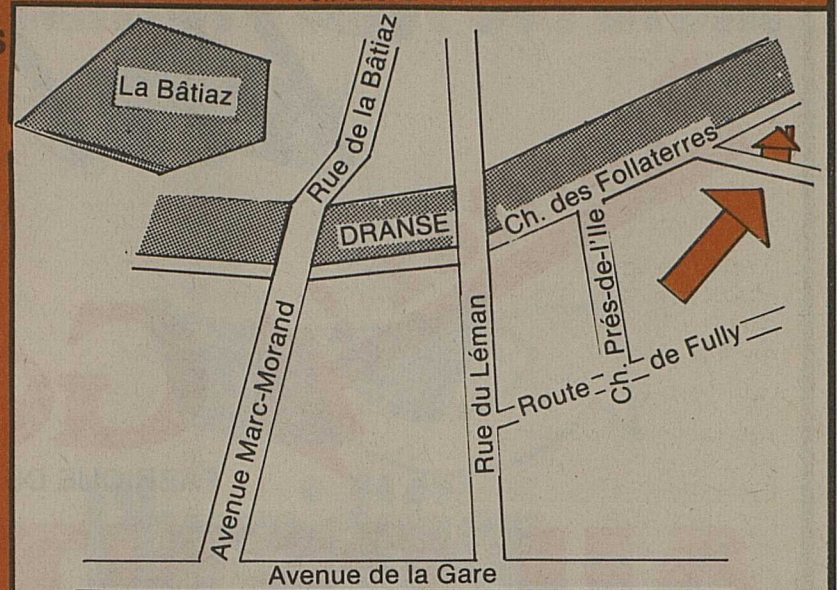 La Bâtiaz
Rue de la Bâtiaz
DRANSE
Ch. des Follaterres
Ch. Prés-de-l'Ile
Avenue Marc-Morand
Rue du Léman
Route de Fully
Avenue de la Gare